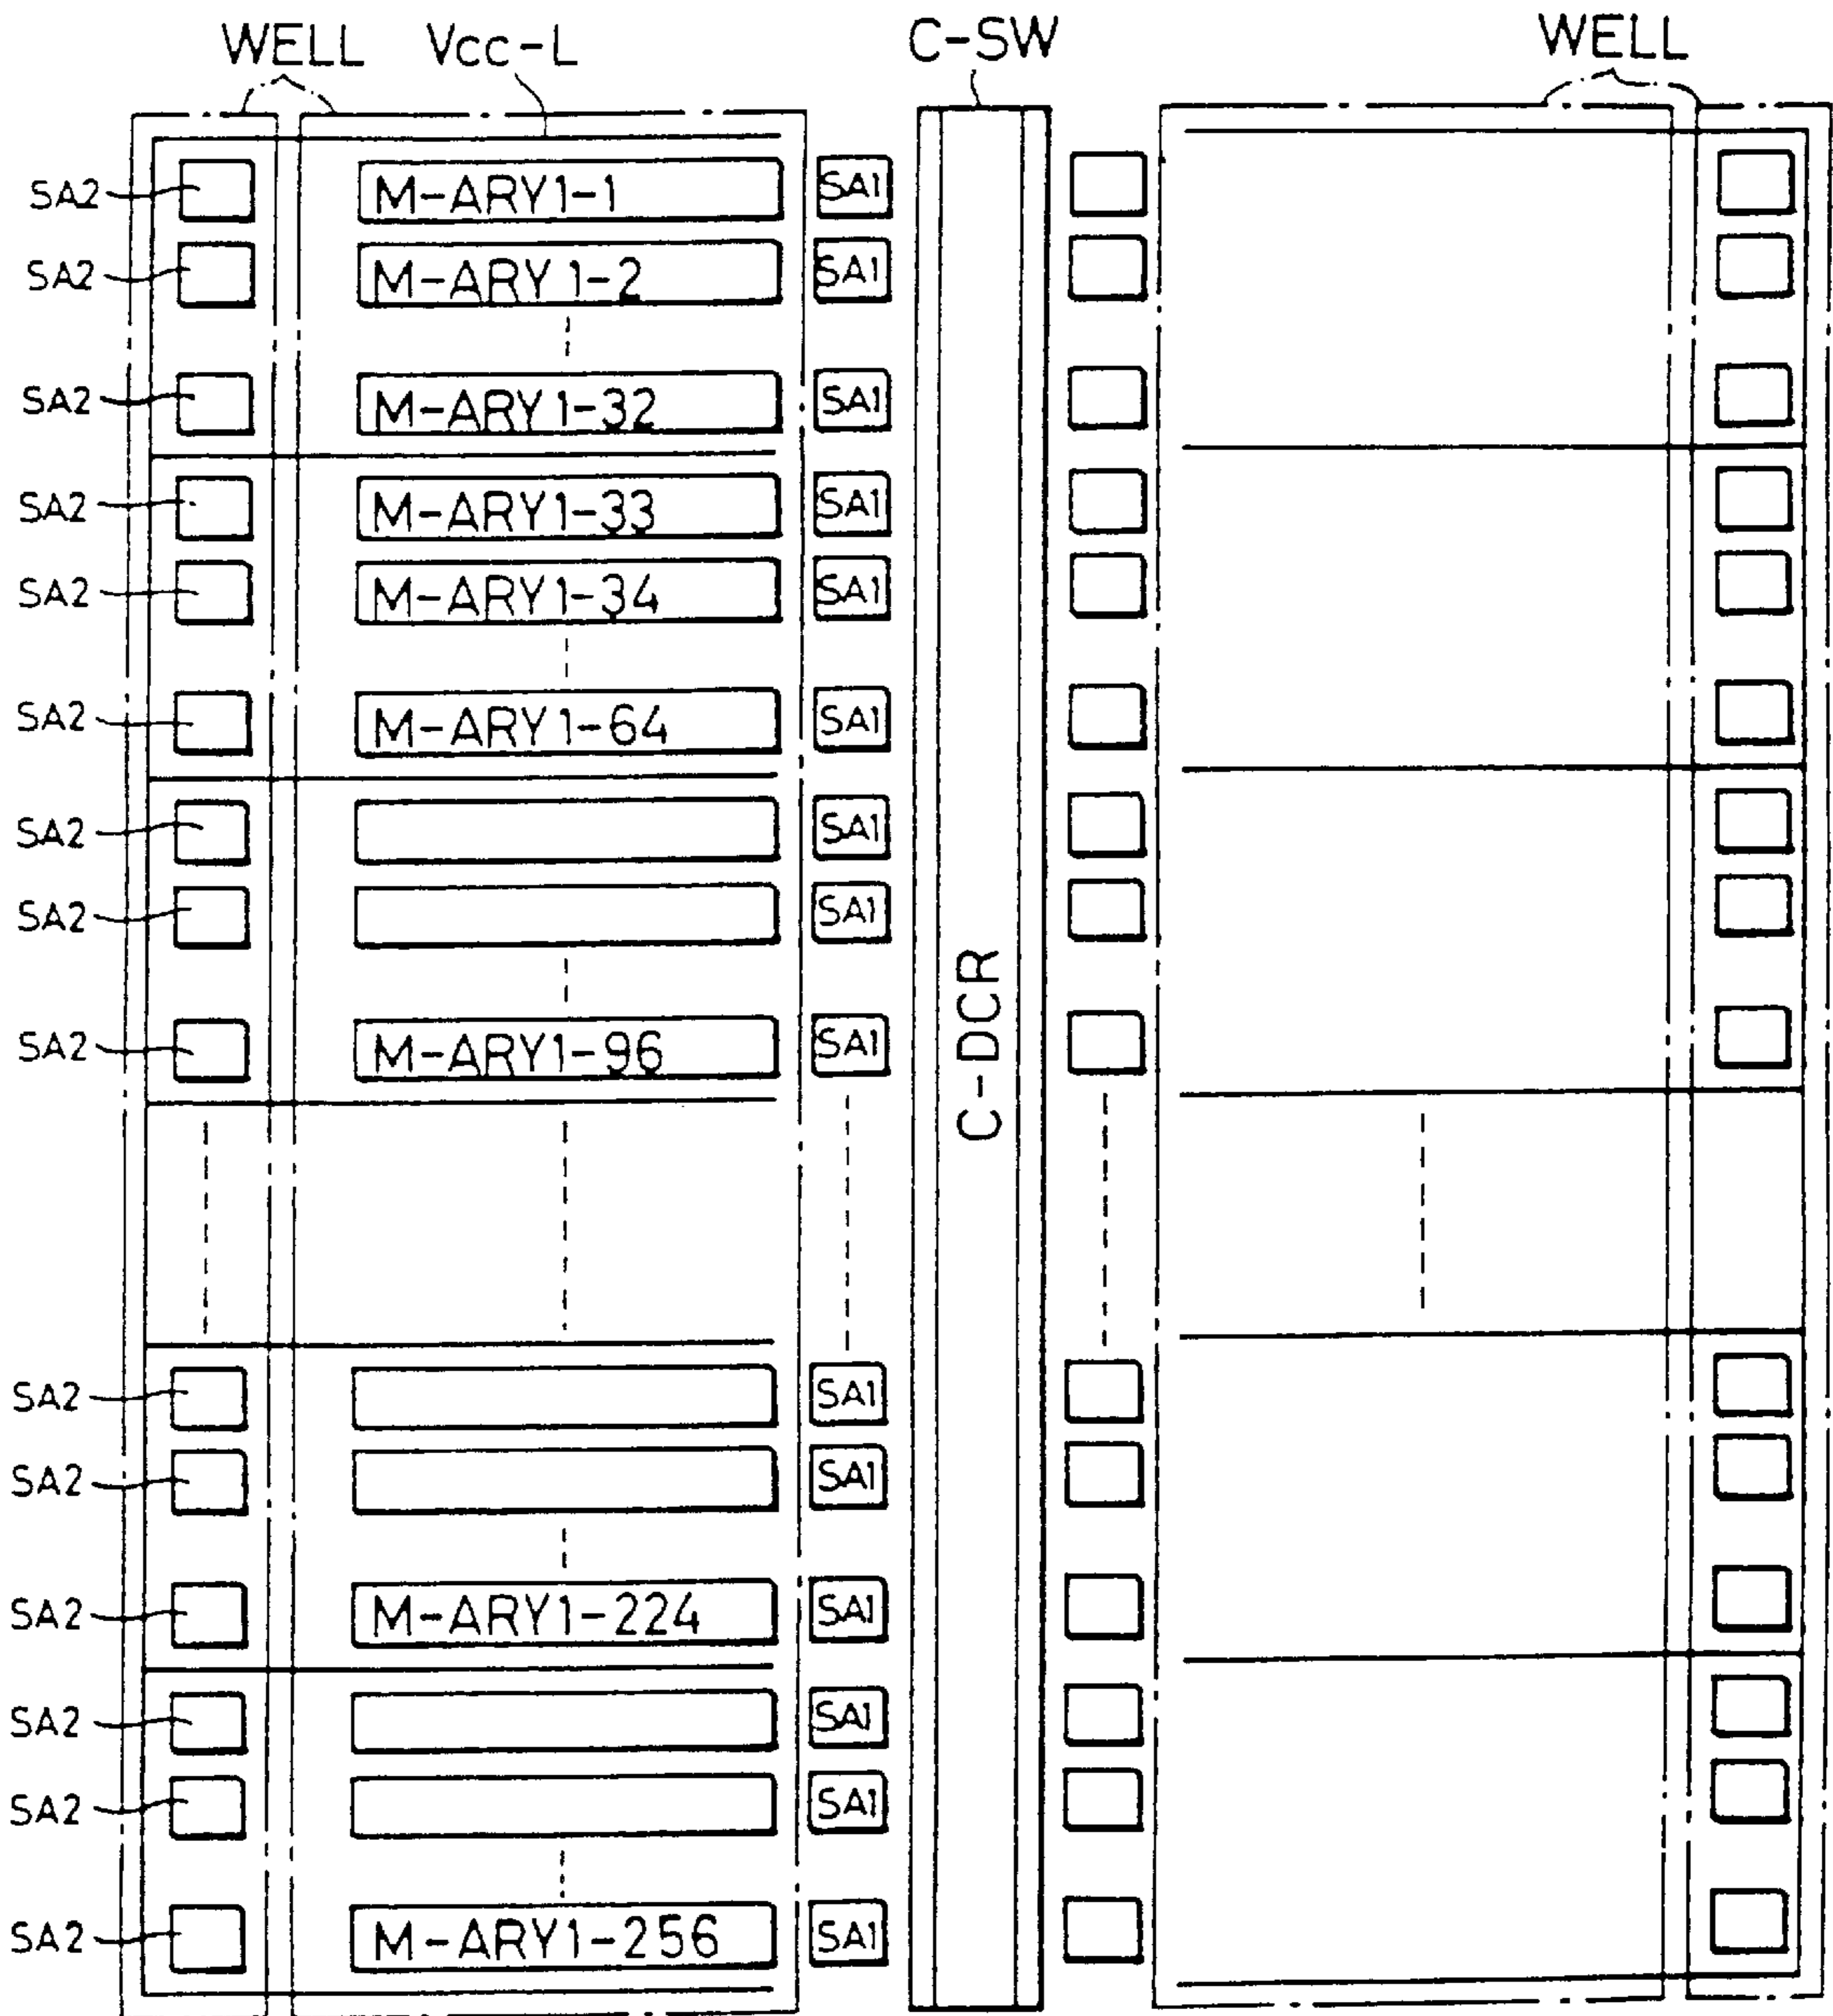 WELL Vcc-L C-SW WELL
SA2 M-ARY1-1 SA1
SA2 M-ARY1-2 SA1
SA2 M-ARY1-32 SA1
SA2 M-ARY1-33 SA1
SA2 M-ARY1-34 SA1
SA2 M-ARY1-64 SA1
SA2 SA1
SA2 SA1
SA2 M-ARY1-96 SA1
C-DCR
SA2 SA1
SA2 SA1
SA2 M-ARY1-224 SA1
SA2 SA1
SA2 SA1
SA2 M-ARY1-256 SA1